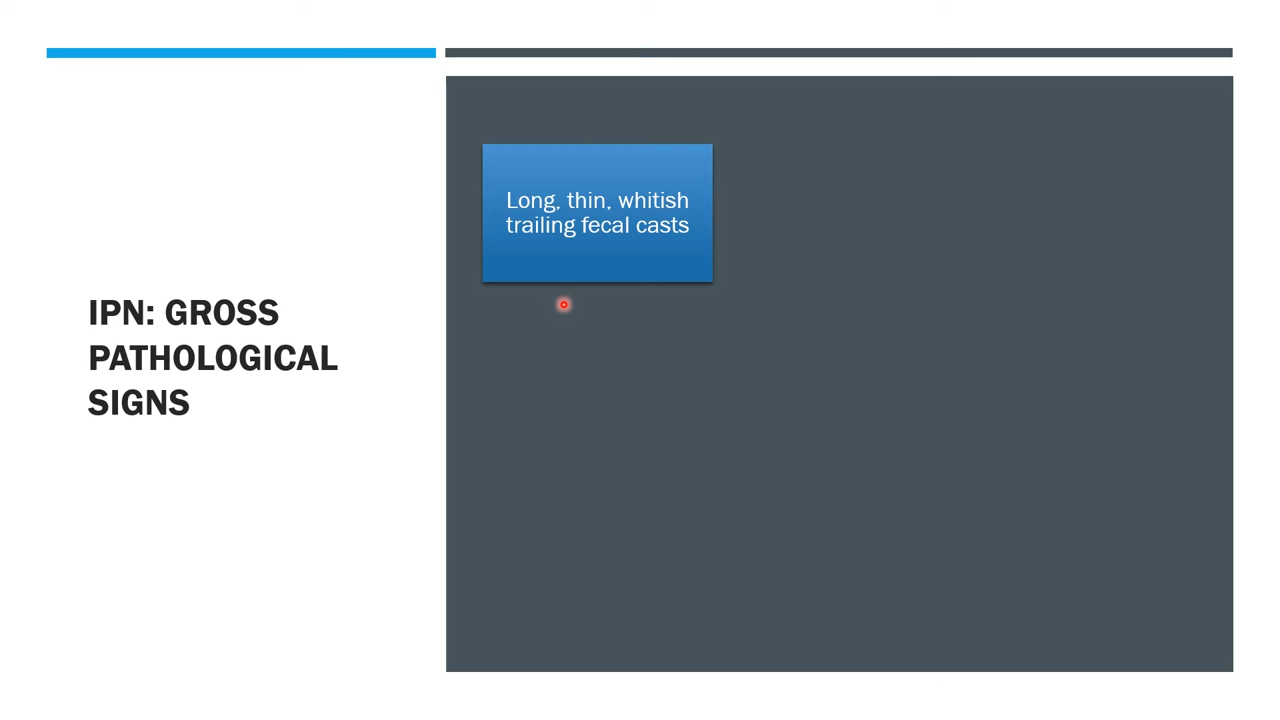 IPN: GROSS
PATHOLOGICAL
SIGNS
Long, thin, whitish
trailing fecal casts